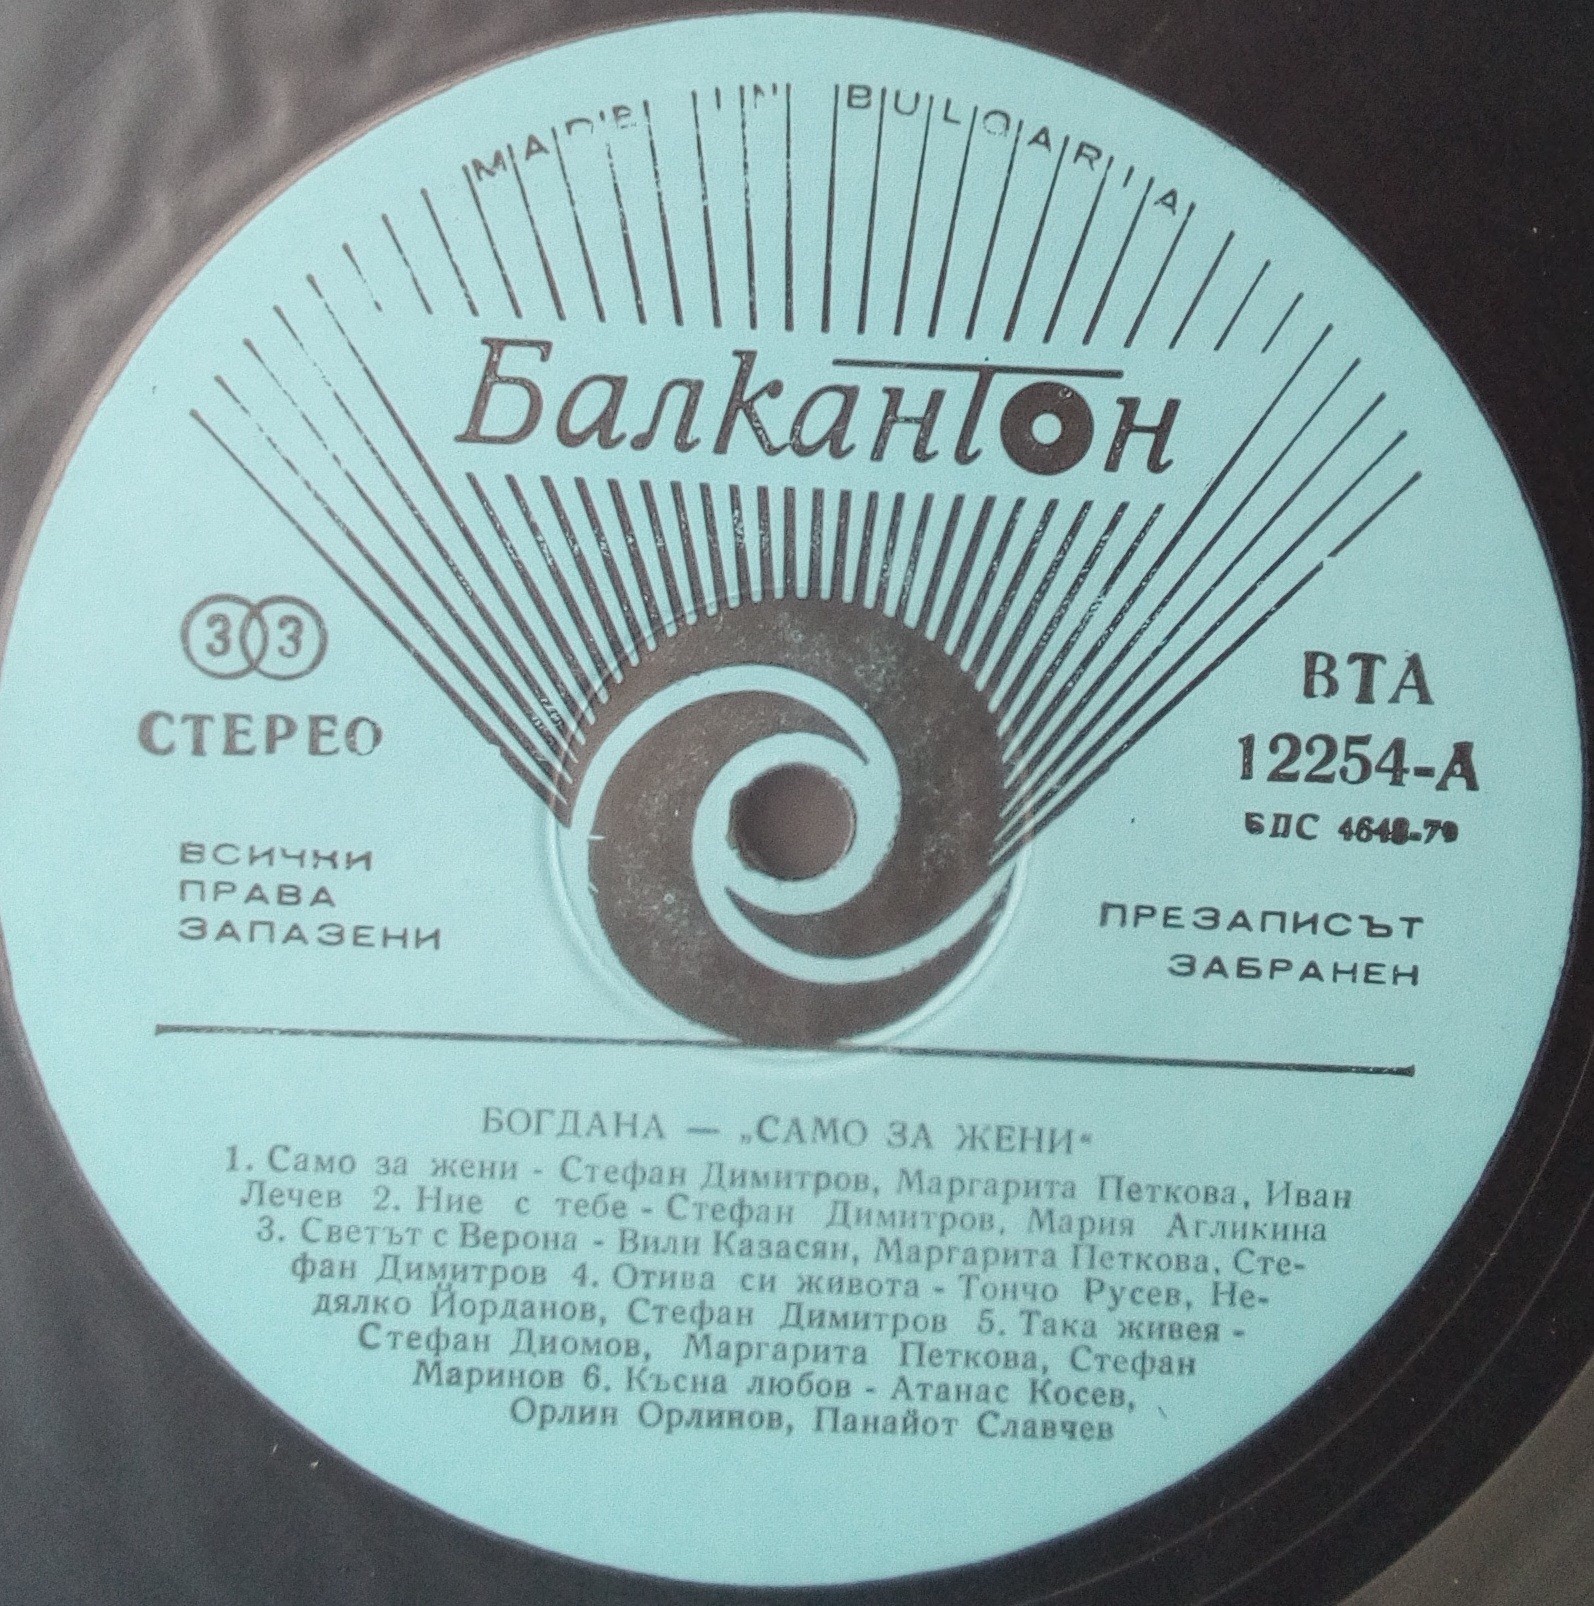 MADE IN BULGARIA
Балкантон
33
СТЕРЕО
ВТА
12254-А
БПС 4648-79
ВСИЧКИ
ПРАВА
ЗАПАЗЕНИ
ПРЕЗАПИСЪТ
ЗАБРАНЕН
БОГДАНА — „САМО ЗА ЖЕНИ“
1. Само за жени - Стефан Димитров, Маргарита Петкова, Иван
Лечев 2. Ние с тебе - Стефан Димитров, Мария Агликина
3. Светът с Верона - Вили Казасян, Маргарита Петкова, Сте-
фан Димитров 4. Отива си живота - Тончо Русев, Не-
дялко Йорданов, Стефан Димитров 5. Така живея -
Стефан Диомов, Маргарита Петкова, Стефан
Маринов 6. Късна любов - Атанас Косев,
Орлин Орлинов, Панайот Славчев